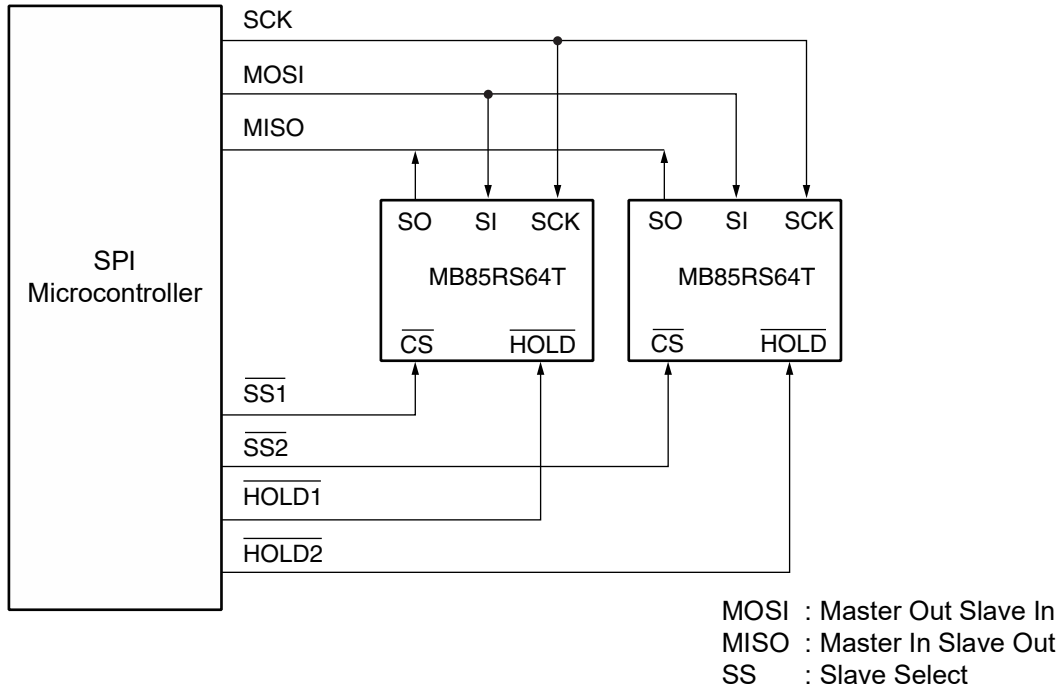 SCK
MOSI
MISO
SPI
Microcontroller
SO SI SCK
MB85RS64T
CS HOLD
SO SI SCK
MB85RS64T
CS HOLD
SS1
SS2
HOLD1
HOLD2
MOSI : Master Out Slave In
MISO : Master In Slave Out
SS : Slave Select